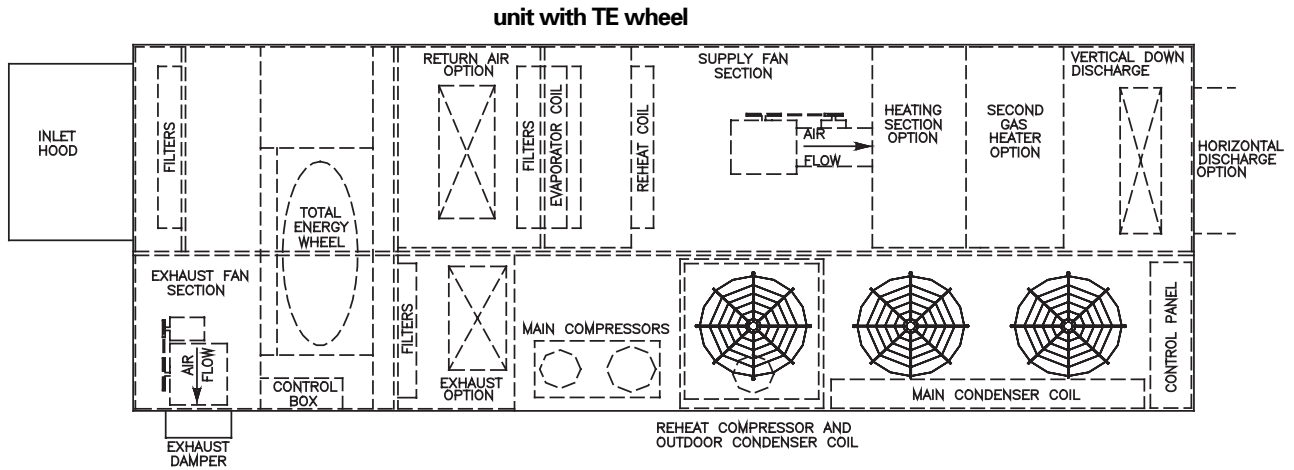 unit with TE wheel
INLET
HOOD
FILTERS
TOTAL
ENERGY
WHEEL
RETURN AIR
OPTION
FILTERS
EVAPORATOR COIL
REHEAT COIL
SUPPLY FAN
SECTION
AIR
FLOW
HEATING
SECTION
OPTION
SECOND
GAS
HEATER
OPTION
VERTICAL DOWN
DISCHARGE
HORIZONTAL
DISCHARGE
OPTION
EXHAUST FAN
SECTION
AIR
FLOW
CONTROL
BOX
EXHAUST
DAMPER
FILTERS
EXHAUST
OPTION
MAIN COMPRESSORS
REHEAT COMPRESSOR AND
OUTDOOR CONDENSER COIL
MAIN CONDENSER COIL
CONTROL PANEL